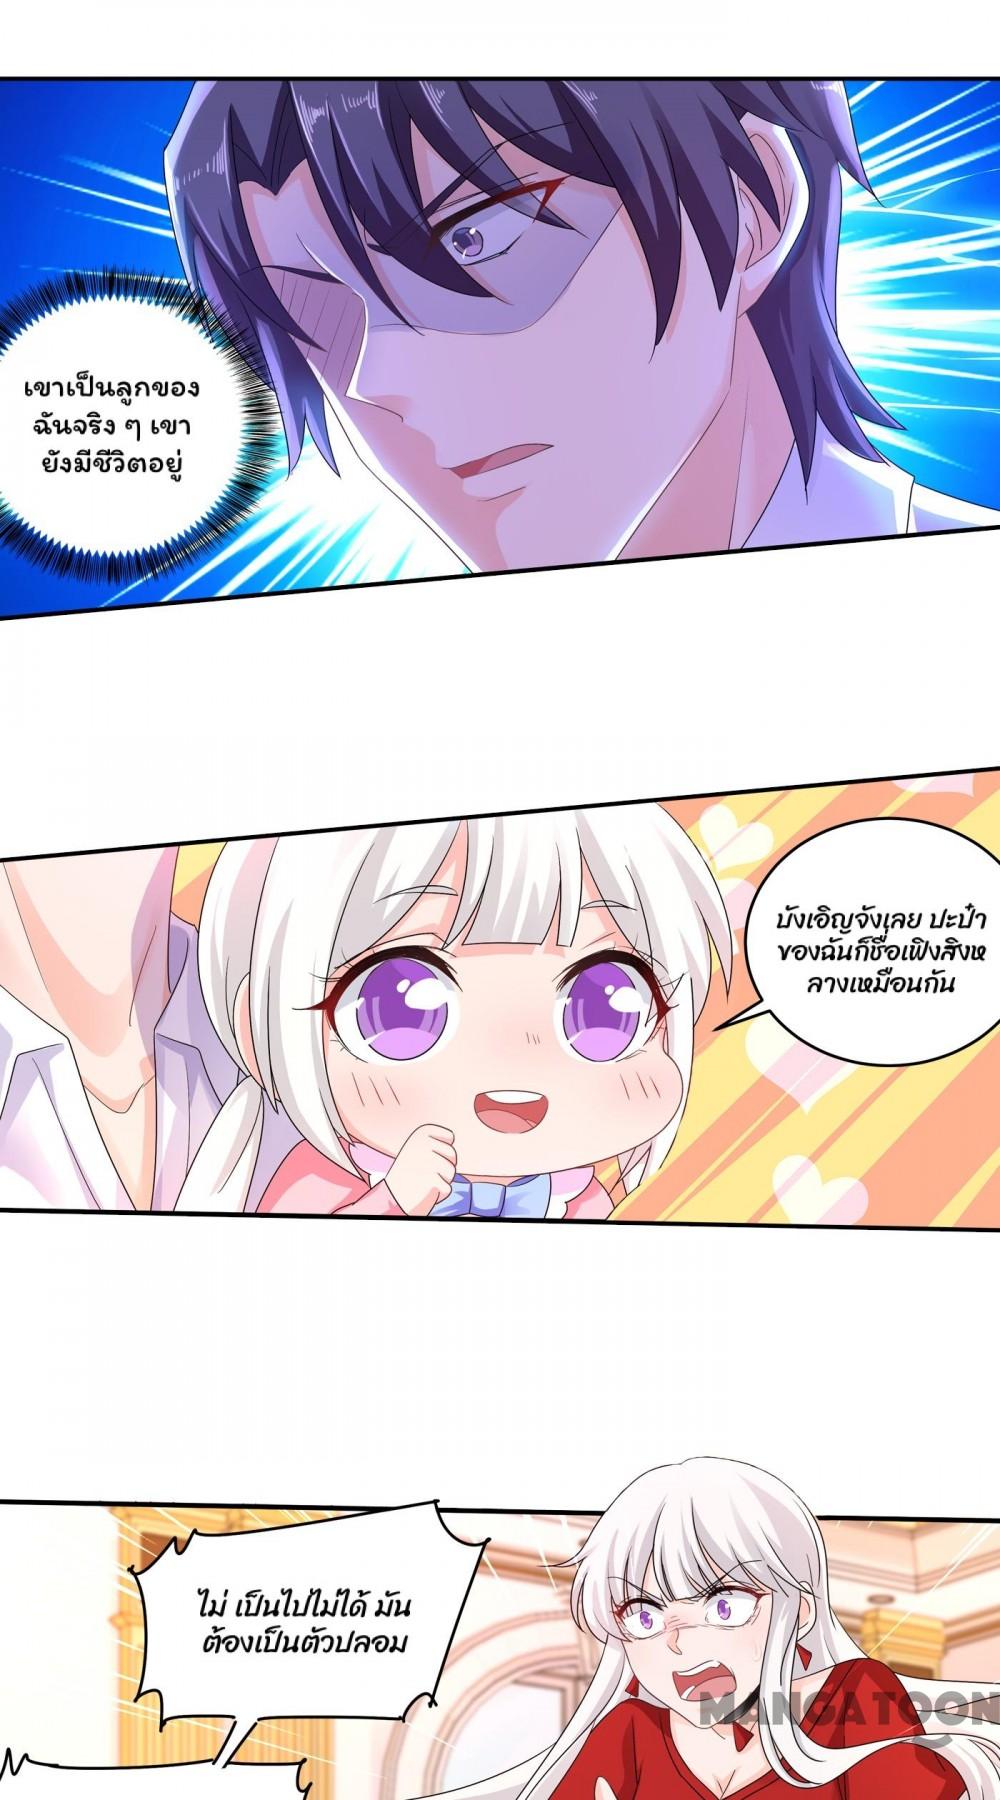 เขาเป็นลูกของ
ฉันจริง ๆ เขา
ยังมีชีวิตอยู่
บังเอิญจังเลย ปะป๋า
ของฉันก็ชื่อเฟิงสิงห
ลางเหมือนกัน
ไม่ เป็นไปไม่ได้ มัน
ต้องเป็นตัวปลอม
MANGATOON